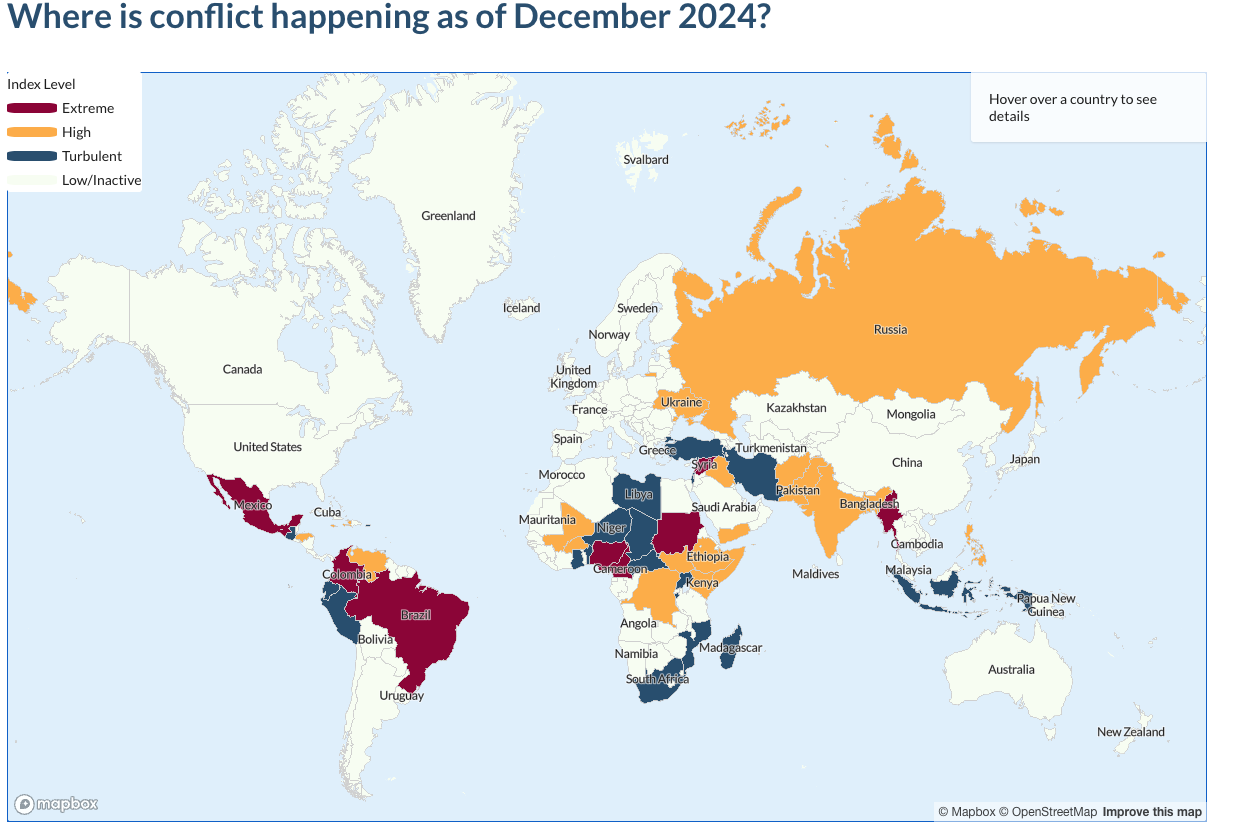 Where is conflict happening as of December 2024?
Index Level
Extreme
High
Turbulent
Low/Inactive
Hover over a country to see
details
Svalbard
Greenland
Iceland
Sweden
Norway
Russia
Canada
United
Kingdom
Ukraine
France
Kazakhstan
Mongolia
Spain
United States
Greece
Turkmenistan
Japan
China
Syria
Morocco
Pakistan
Libya
Mexico
Saudi Arabia
Bangladesh
Cuba
Mauritania
Niger
Cambodia
Ethiopia
Cameroon
Malaysia
Maldives
Colombia
Kenya
Papua New
Guinea
Brazil
Angola
Bolivia
Madagascar
Namibia
Australia
South Africa
Uruguay
New Zealand
mapbox
© Mapbox © OpenStreetMap Improve this map